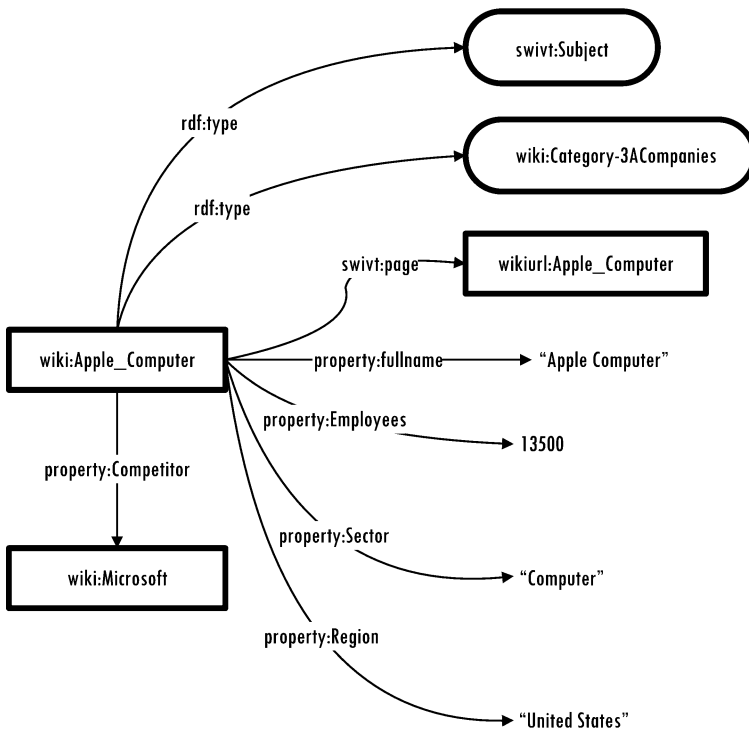 swivt:Subject
rdf:type
wiki:Category-3ACompanies
rdf:type
swivt:page
wikiurl:Apple_Computer
wiki:Apple_Computer
property:fullname
“Apple Computer”
property:Employees
13500
property:Competitor
property:Sector
wiki:Microsoft
“Computer”
property:Region
“United States”